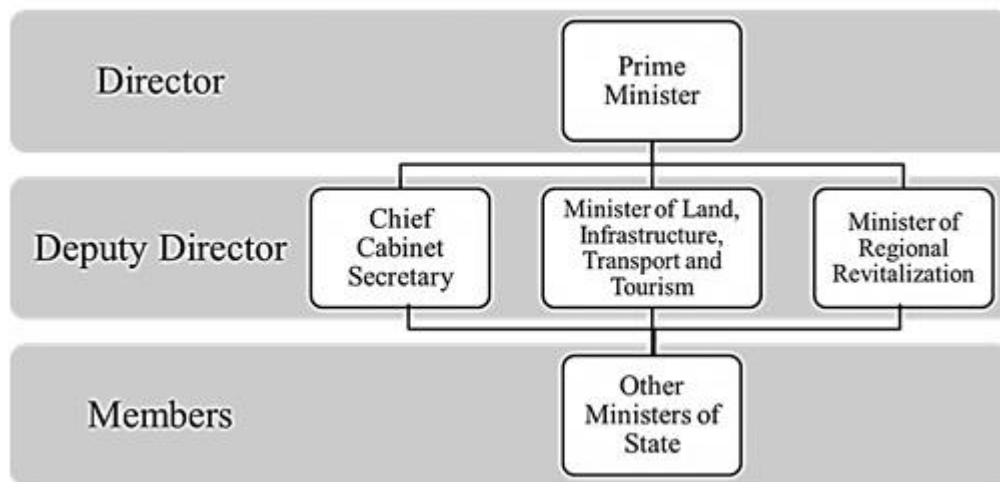 Director
Prime
Minister
Deputy Director
Chief
Cabinet
Secretary
Minister of Land,
Infrastructure,
Transport and
Tourism
Minister of
Regional
Revitalization
Members
Other
Ministers of
State